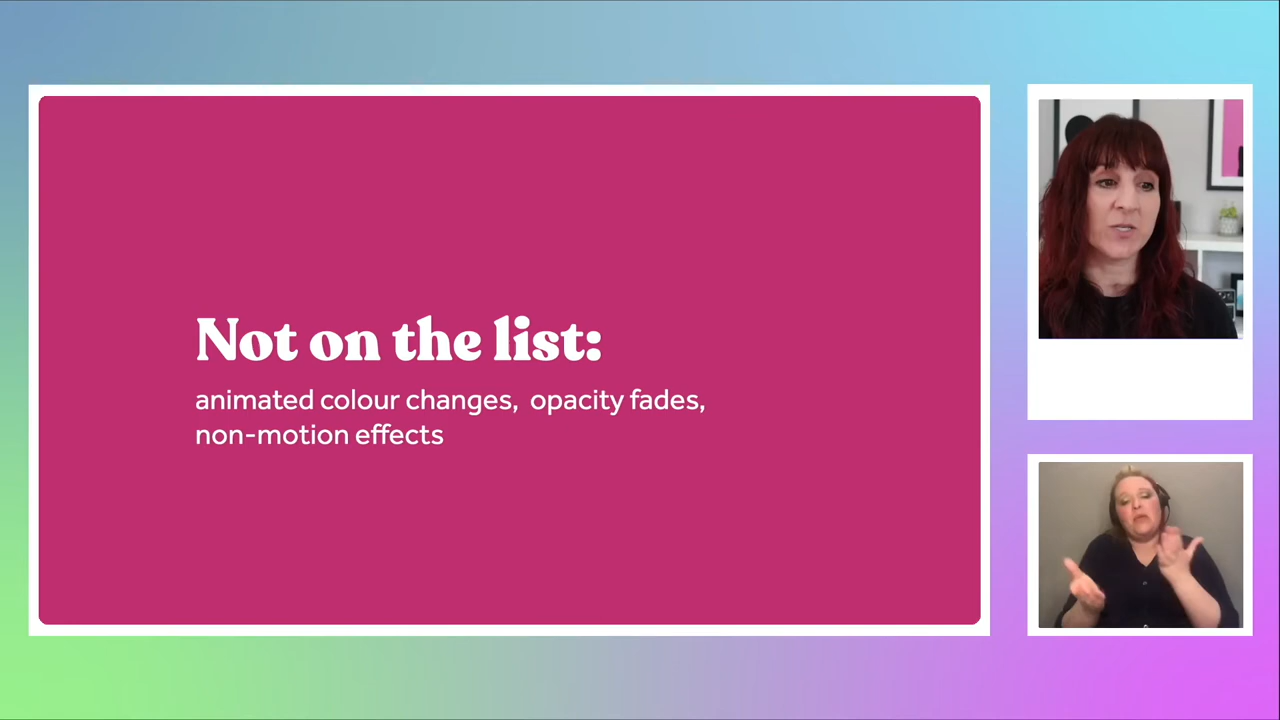 Not on the list:
animated colour changes, opacity fades,
non-motion effects